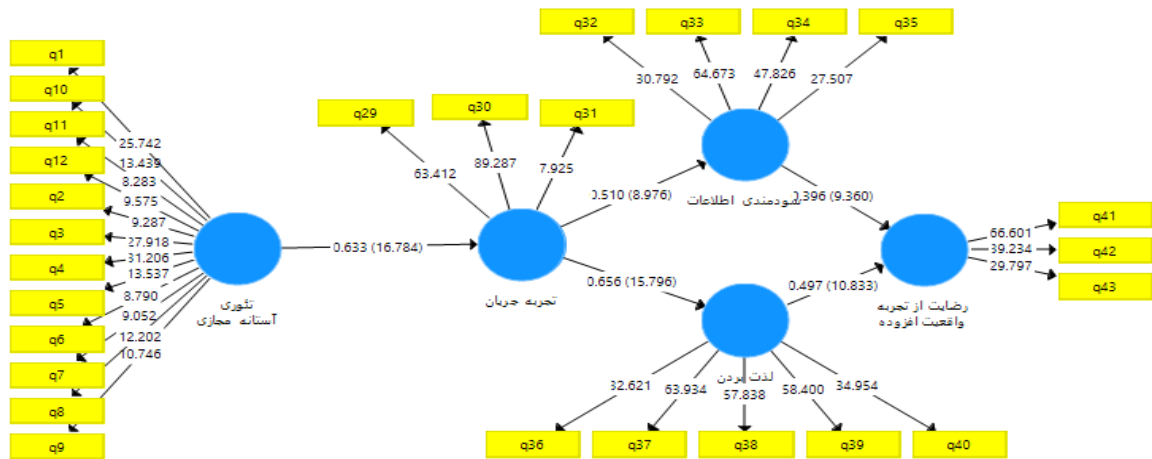 q1
q10
q11
q12
q2
q3
q4
q5
q6
q7
q8
q9
25.742
13.439
8.283
9.575
9.287
27.918
31.206
13.537
8.790
9.052
12.202
10.746
تئوری
آستانه مجازی
0.633 (16.784)
q29
q30
q31
63.412
89.287
7.925
تجربه جریان
0.510 (8.976)
0.656 (15.796)
q32
q33
q34
q35
30.792
64.673
47.826
27.507
سودمندی اطلاعات
0.396 (9.360)
0.497 (10.833)
لذت بردن
32.621
63.934
57.838
58.400
34.954
q36
q37
q38
q39
q40
رضایت از تجربه
واقعیت افزوده
66.601
39.234
29.797
q41
q42
q43